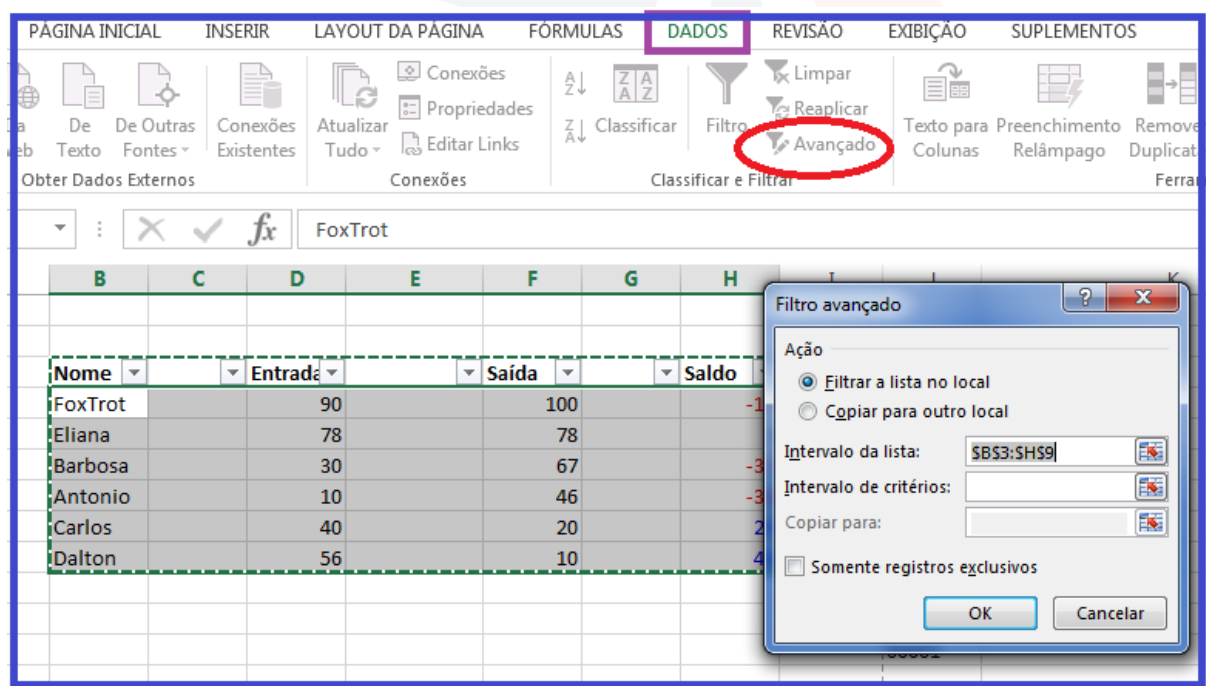 PÁGINA INICIAL INSERIR LAYOUT DA PÁGINA FÓRMULAS DADOS REVISÃO EXIBIÇÃO SUPLEMENTOS
De Texto
De Outras Fontes
Conexões Existentes
Obter Dados Externos
Atualizar Tudo
Conexões
Propriedades
Editar Links
Conexões
Classificar
Filtro
Limpar
Reaplicar
Avançado
Classificar e Filtrar
Texto para Colunas
Preenchimento Relâmpago
fx FoxTrot
B C D E F G H
Nome Entrada Saída Saldo
FoxTrot 90 100
Eliana 78 78
Barbosa 30 67
Antonio 10 46
Carlos 40 20
Dalton 56 10
Filtro avançado
Ação
Filtrar a lista no local
Copiar para outro local
Intervalo da lista: $B$3:$H$9
Intervalo de critérios:
Copiar para:
Somente registros exclusivos
OK Cancelar